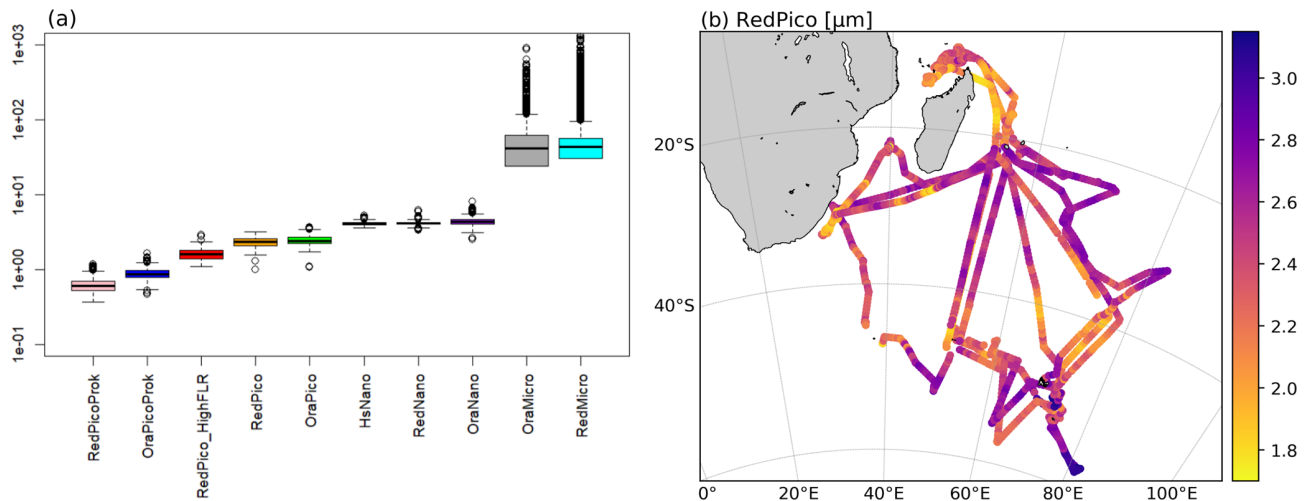 (a)
1e+03
1e+02
1e+01
1e+00
1e-01
RedPicoProk
OraPicoProk
RedPico_HighFLR
RedPico
OraPico
HsNano
RedNano
OraNano
OraMicro
RedMicro
(b) RedPico [µm]
20°S
40°S
0°
20°E
40°E
60°E
80°E
100°E
3.0
2.8
2.6
2.4
2.2
2.0
1.8